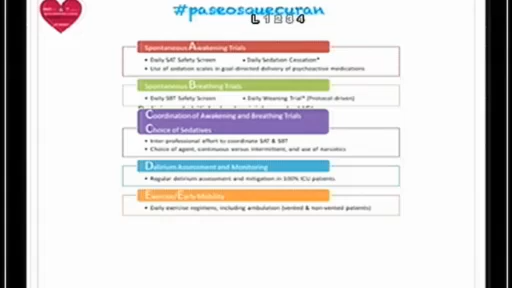 #paseosquecuran
L 1234
Spontaneous Awakening Trials
• Daily SAT Safety Screen • Daily Sedation Cessation*
• Use of sedation scales in goal-directed delivery of psychoactive medications
Spontaneous Breathing Trials
• Daily SBT Safety Screen • Daily Weaning Trial* (Protocol-driven)
Coordination of Awakening and Breathing Trials
Choice of Sedatives
• Inter-professional effort to coordinate SAT & SBT
• Choice of agent, continuous versus intermittent, and use of narcotics
Delirium Assessment and Monitoring
• Regular delirium assessment and mitigation in 100% ICU patients
Exercise/Early Mobility
• Daily exercise regimens, including ambulation (vented & non-vented patients)